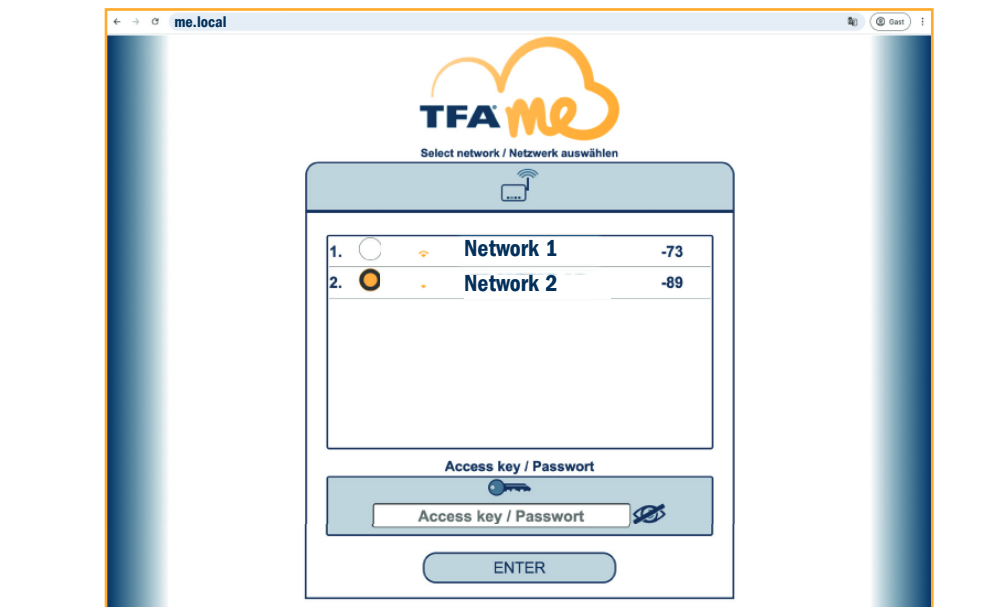 me.local
Gast
TFA me
Select network / Netzwerk auswählen
1. Network 1 -73
2. Network 2 -89
Access key / Passwort
Access key / Passwort
ENTER